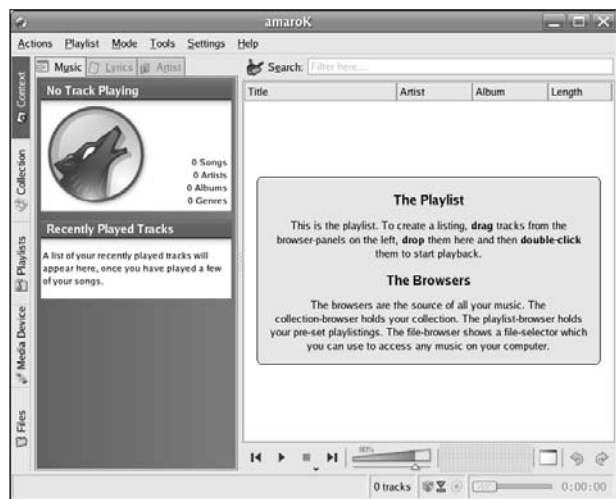 amaroK
Actions Playlist Mode Tools Settings Help
Context
Collection
Playlists
Media Device
Files
Music Lyrics Artist
No Track Playing
0 Songs
0 Artists
0 Albums
0 Genres
Recently Played Tracks
A list of your recently played tracks will
appear here, once you have played a few
of your songs.
Search: Filter here...
Title Artist Album Length
The Playlist
This is the playlist. To create a listing, drag tracks from the
browser-panels on the left, drop them here and then double-click
them to start playback.
The Browsers
The browsers are the source of all your music. The
collection-browser holds your collection. The playlist-browser holds
your pre-set playlistings. The file-browser shows a file-selector which
you can use to access any music on your computer.
80%
0 tracks 0:00:00